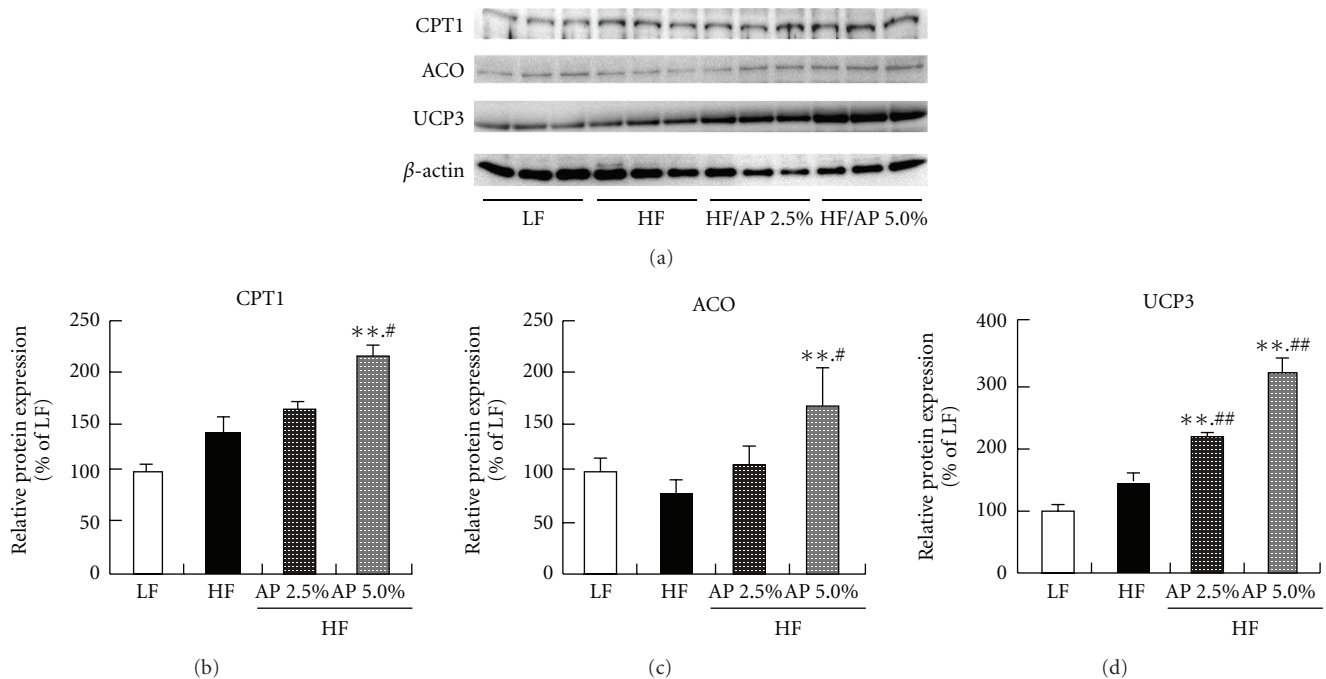 CPT1
ACO
UCP3
β-actin
LF HF HF/AP 2.5% HF/AP 5.0%
(a)
CPT1
Relative protein expression
(% of LF)
250
200
150
100
50
0
**.#
LF HF AP 2.5% AP 5.0%
HF
(b)
ACO
Relative protein expression
(% of LF)
250
200
150
100
50
0
**.#
LF HF AP 2.5% AP 5.0%
HF
(c)
UCP3
Relative protein expression
(% of LF)
400
300
200
100
0
**.##
**.##
LF HF AP 2.5% AP 5.0%
HF
(d)